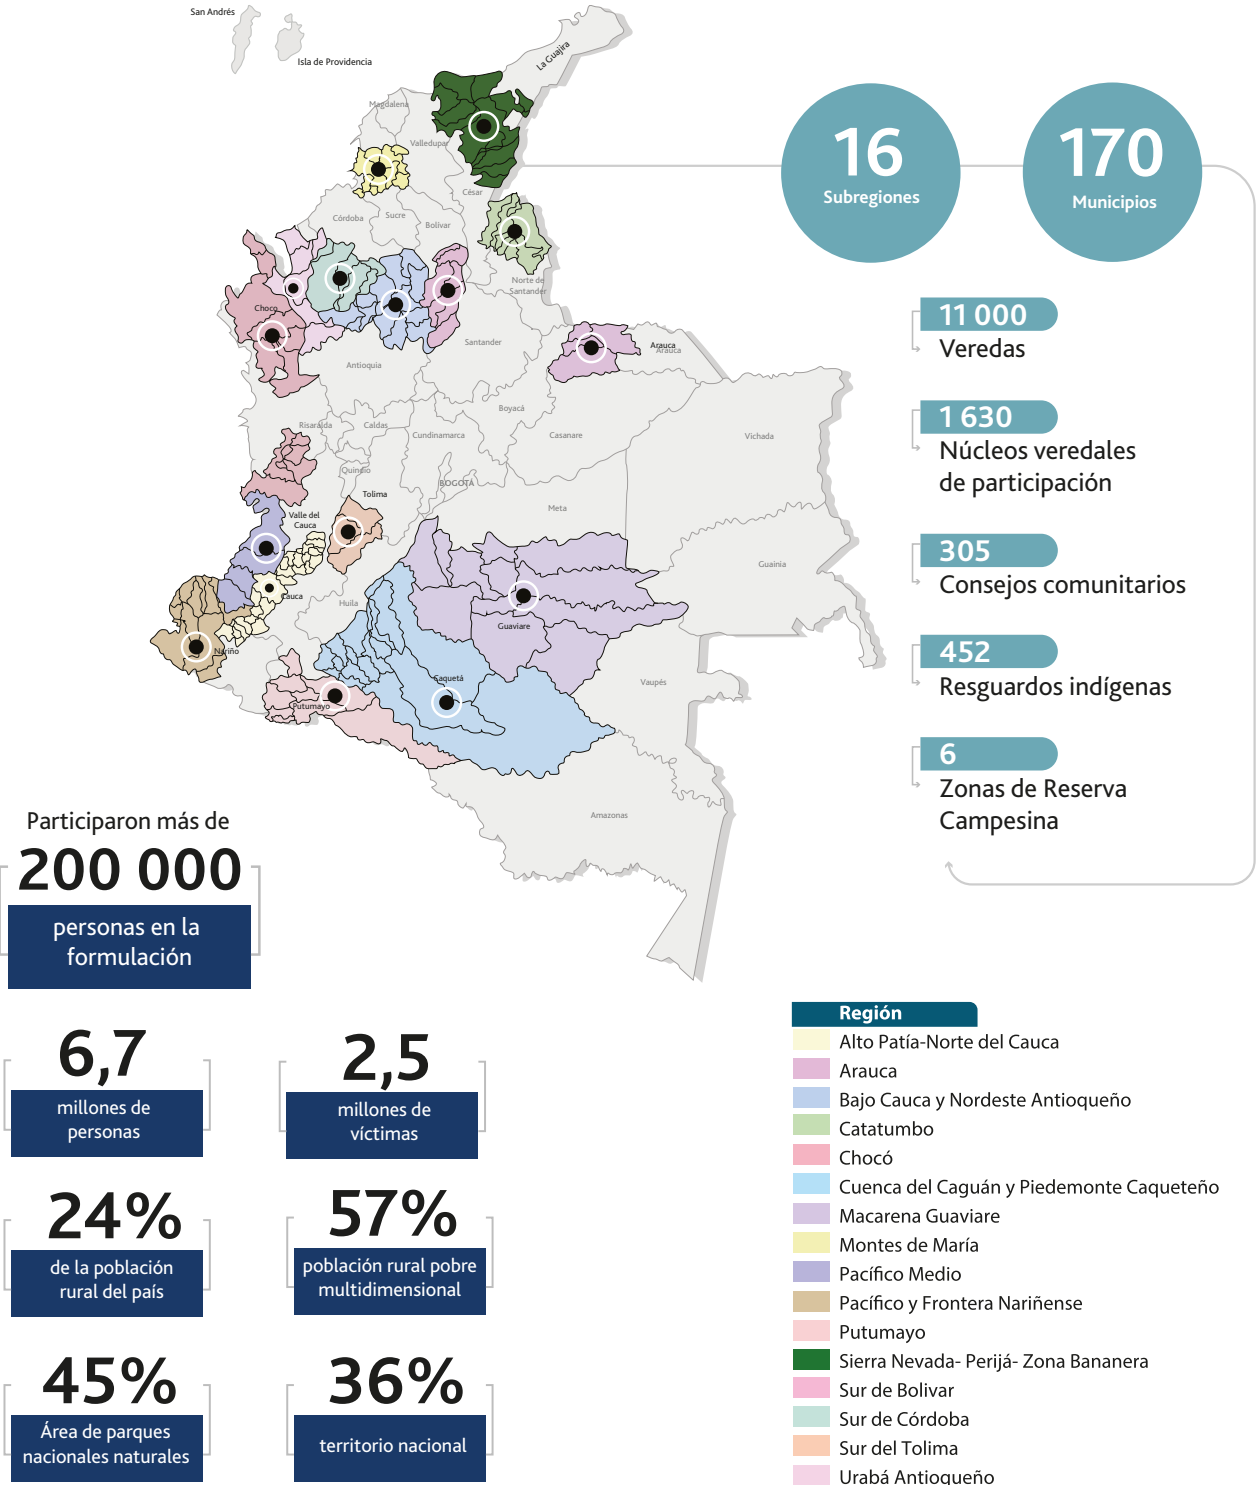 San Andrés
Isla de Providencia
La Guajira
Magdalena
Valledupar
César
Córdoba
Sucre
Bolivar
Norte de
Santander
Choco
Santander
Arauca
Arauca
Antioquia
Boyacá
Risaralda
Caldas
Cundinamarca
Casanare
Vichada
Quindio
BOGOTÁ
Tolima
Meta
Valle del
Cauca
Guainia
Cauca
Huila
Guaviare
Nariño
Caquetá
Vaupés
Putumayo
Amazonas
16
Subregiones
170
Municipios
11 000
Veredas
1 630
Núcleos veredales
de participación
305
Consejos comunitarios
452
Resguardos indígenas
6
Zonas de Reserva
Campesina
Participaron más de
200 000
personas en la
formulación
6,7
millones de
personas
2,5
millones de
víctimas
24%
de la población
rural del país
57%
población rural pobre
multidimensional
45%
Área de parques
nacionales naturales
36%
territorio nacional
Región
Alto Patía-Norte del Cauca
Arauca
Bajo Cauca y Nordeste Antioqueño
Catatumbo
Chocó
Cuenca del Caguán y Piedemonte Caqueteño
Macarena Guaviare
Montes de María
Pacífico Medio
Pacífico y Frontera Nariñense
Putumayo
Sierra Nevada- Perijá- Zona Bananera
Sur de Bolivar
Sur de Córdoba
Sur del Tolima
Urabá Antioqueño